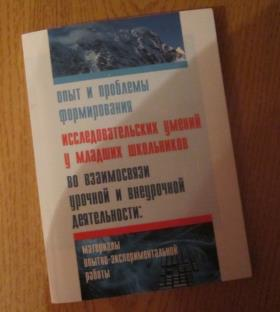 опыт и проблемы
формирования
исследовательских умений
у младших школьников
во взаимосвязи
урочной и внеурочной
деятельности:
материалы
опытно-экспериментальной
работы